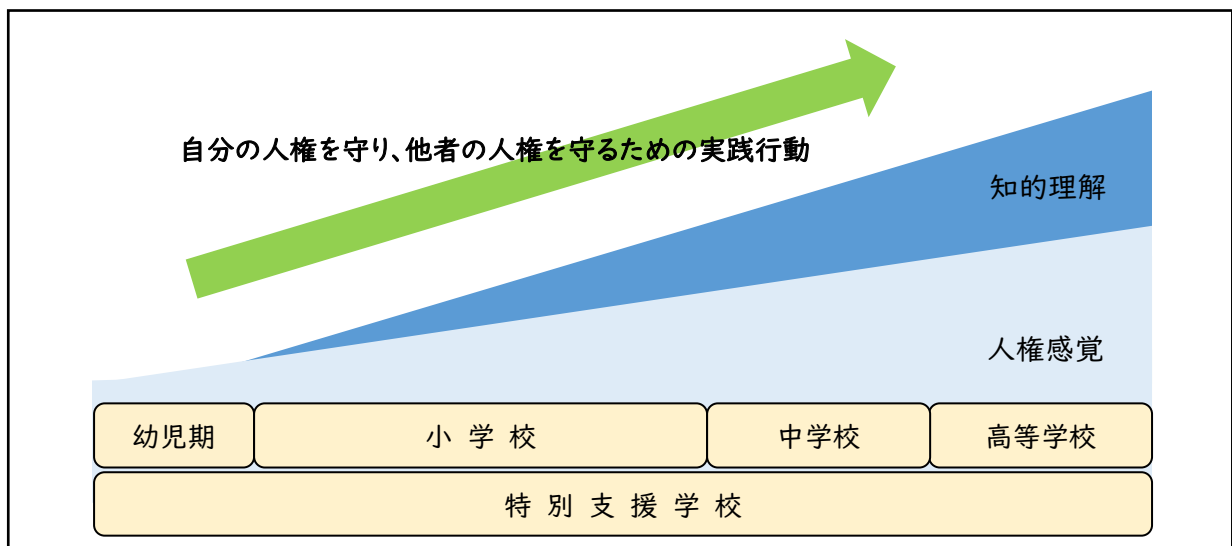 自分の人権を守り、他者の人権を守るための実践行動
知的理解
人権感覚
幼児期
小 学 校
中学校
高等学校
特 別 支 援 学 校